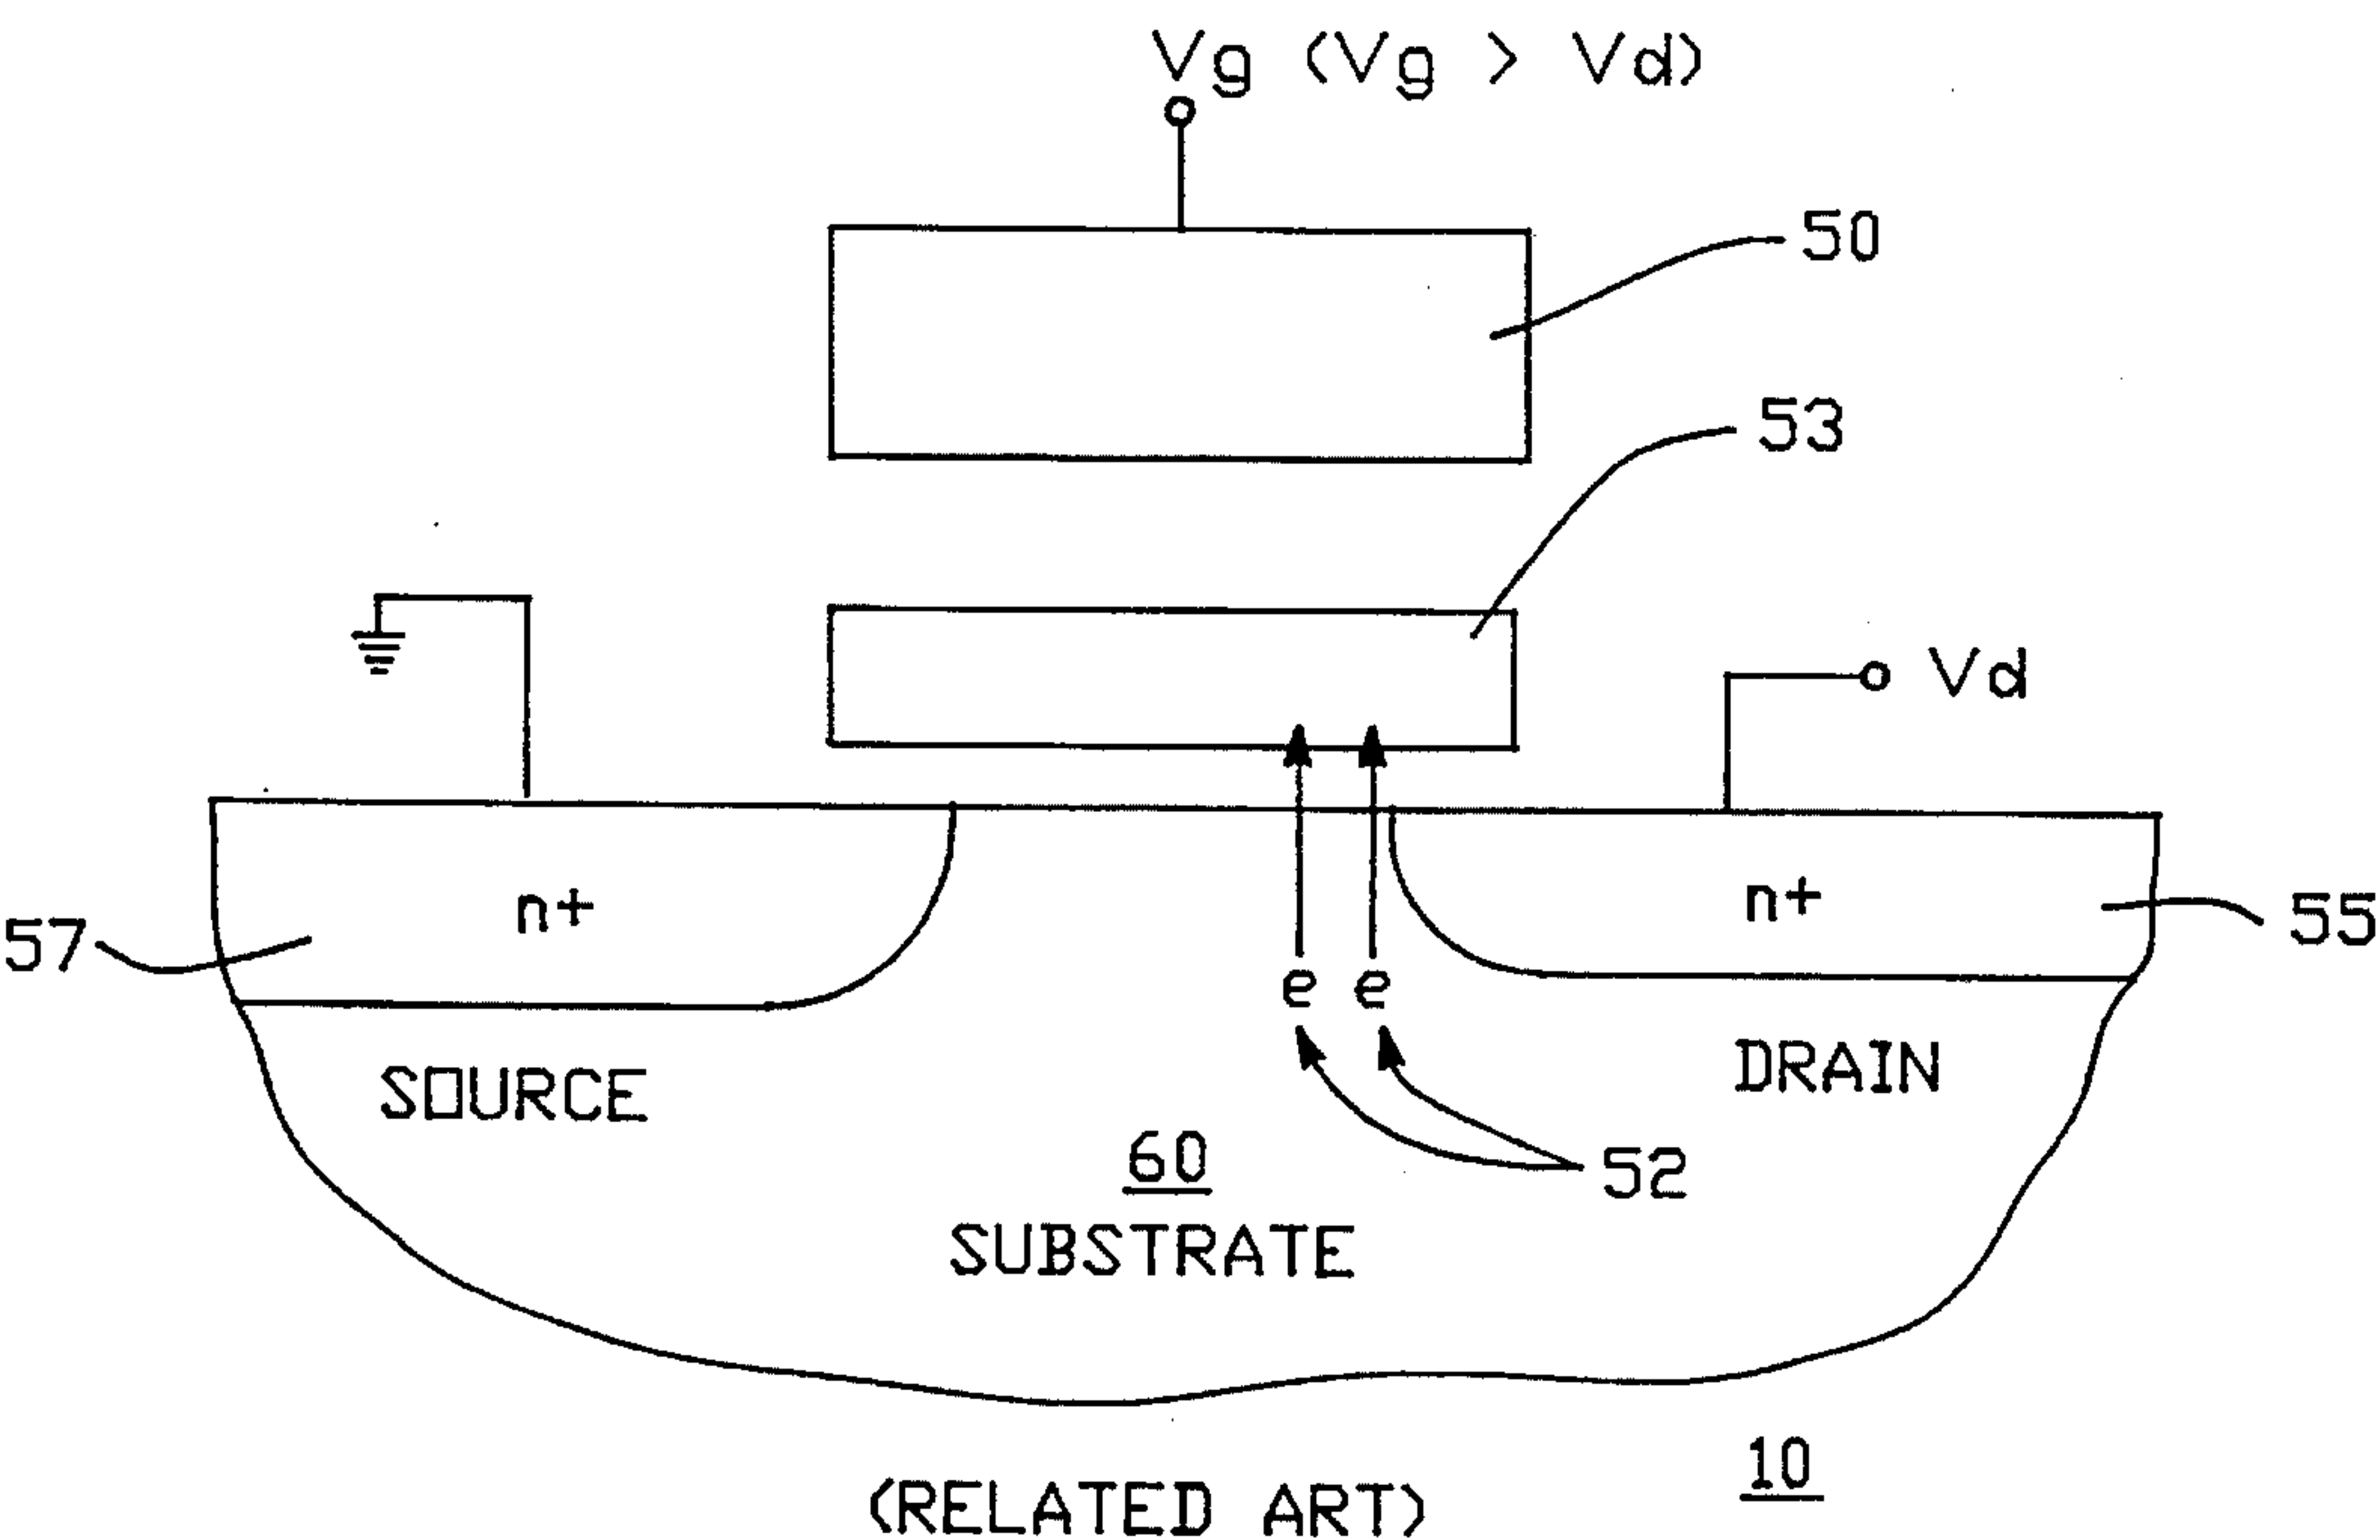 Vg (Vg > Vd)
50
53
Vd
n+
n+
57
55
e e
SOURCE
DRAIN
60
52
SUBSTRATE
10
(RELATED ART)